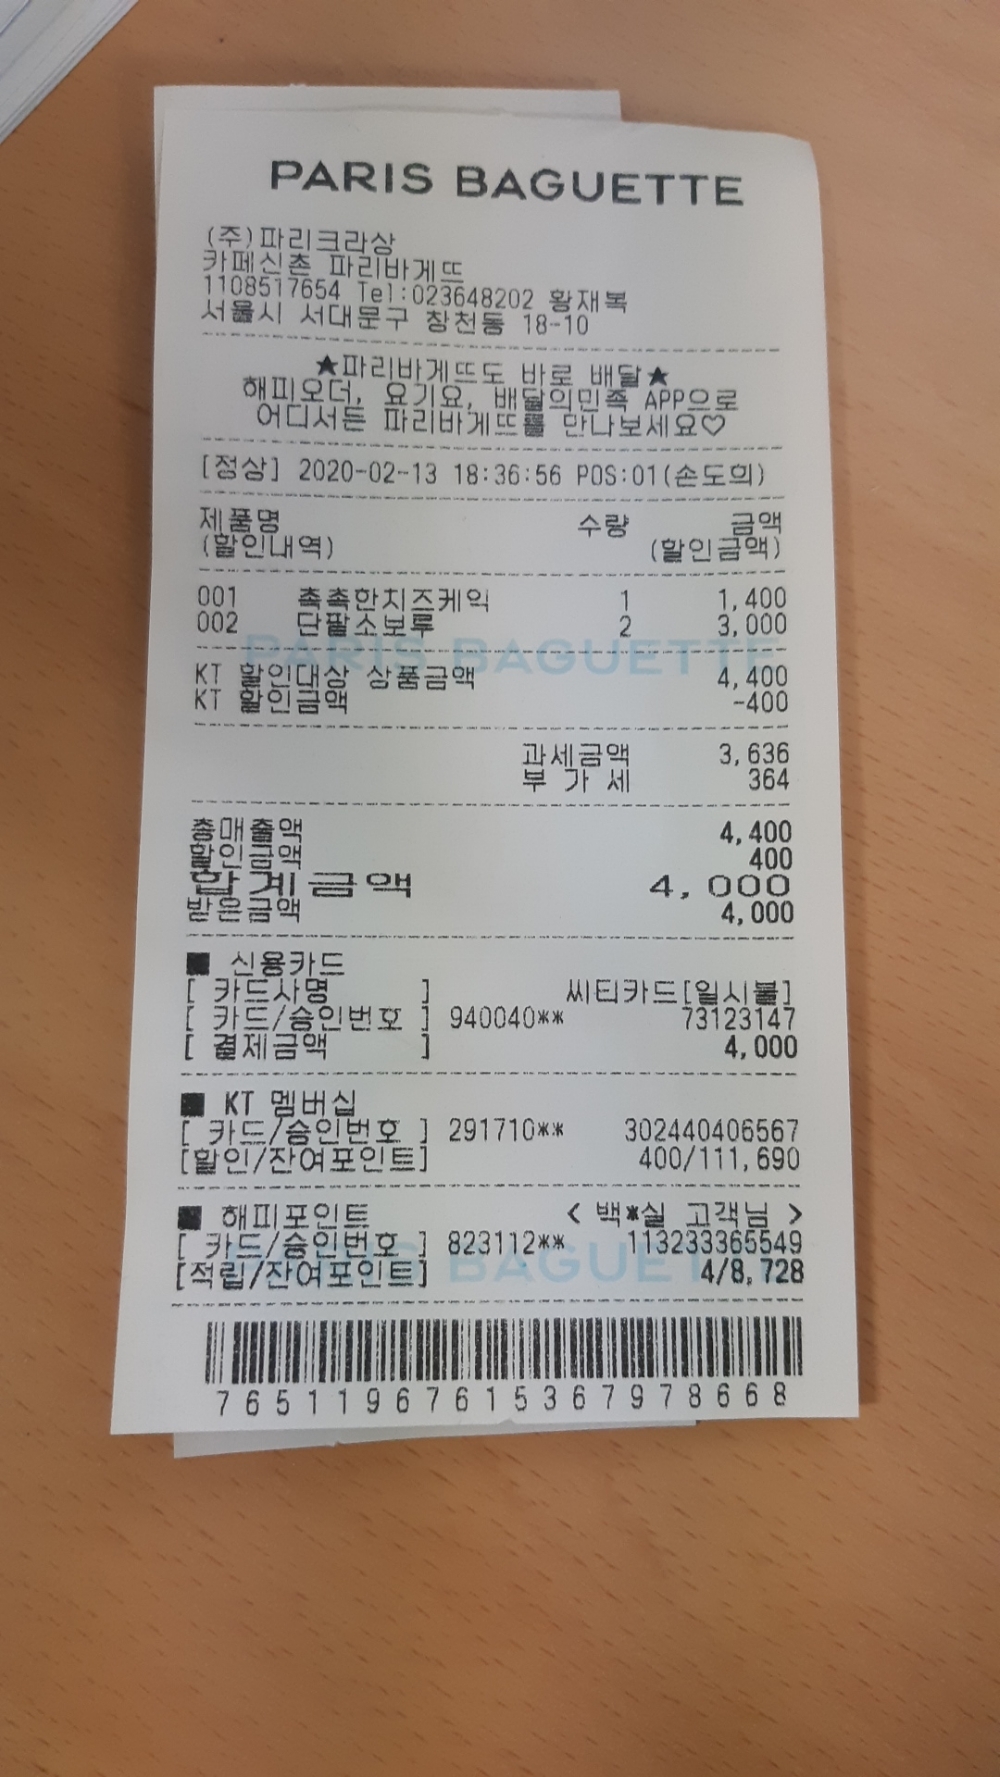 PARIS BAGUETTE
(주)파리크라상
카페신촌 파리바게뜨
1108517654 Tel:023648202 황재복
서울시 서대문구 창천동 18-10
★파리바게뜨도 바로 배달★
해피오더, 요기요, 배달의민족 APP으로
어디서든 파리바게뜨를 만나보세요♡
[정상] 2020-02-13 18:36:56 POS:01(손도희)
제품명 수량 금액
(할인내역) (할인금액)
001 촉촉한치즈케익 1 1,400
002 단팥소보루 2 3,000
PARIS BAGUETTE
KT 할인대상 상품금액 4,400
KT 할인금액 -400
과세금액 3,636
부 가 세 364
총매출액 4,400
할인금액 400
합계금액 4,000
받은금액 4,000
■ 신용카드
[ 카드사명 ] 씨티카드[일시불]
[ 카드/승인번호 ] 940040** 73123147
[ 결제금액 ] 4,000
■ KT 멤버십
[ 카드/승인번호 ] 291710** 302440406567
[할인/잔여포인트] 400/111,690
■ 해피포인트 < 백*실 고객님 >
[ 카드/승인번호 ] 823112** 113233365549
[적립/잔여포인트] 4/8,728
PARIS BAGUETTE
76511967615367978668